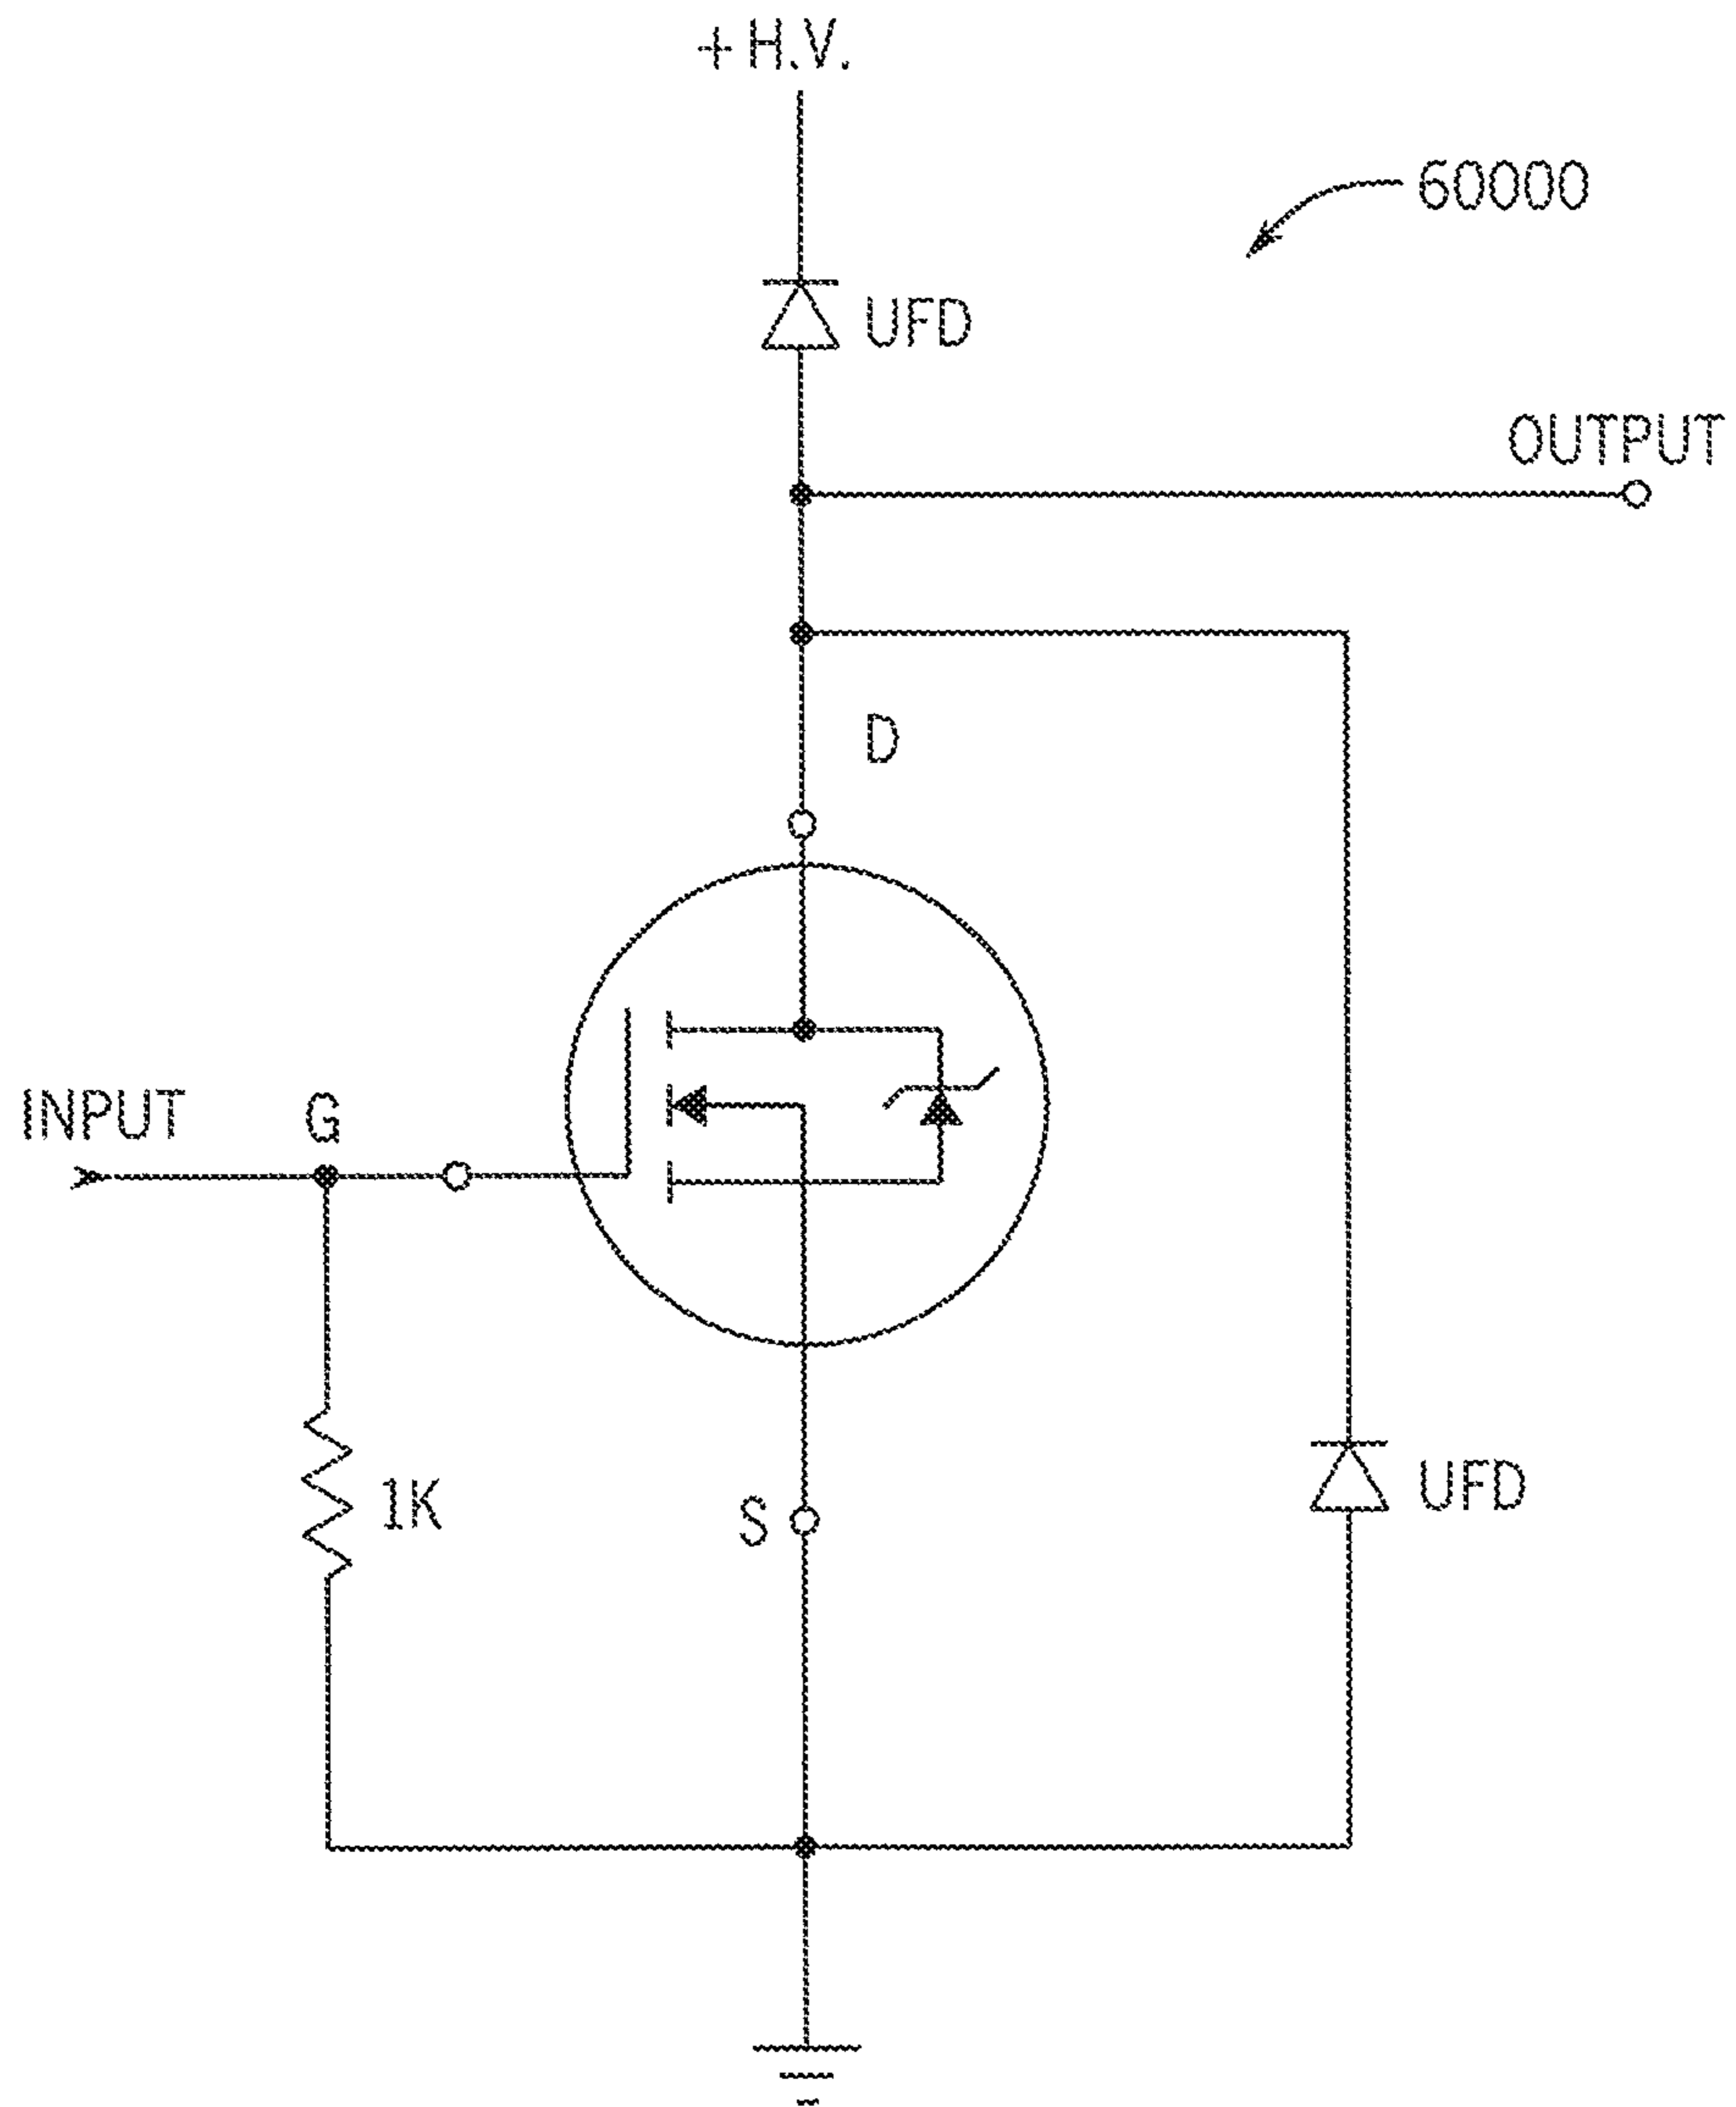 +H.V.
60000
UFD
OUTPUT
D
INPUT
G
1K
S
UFD